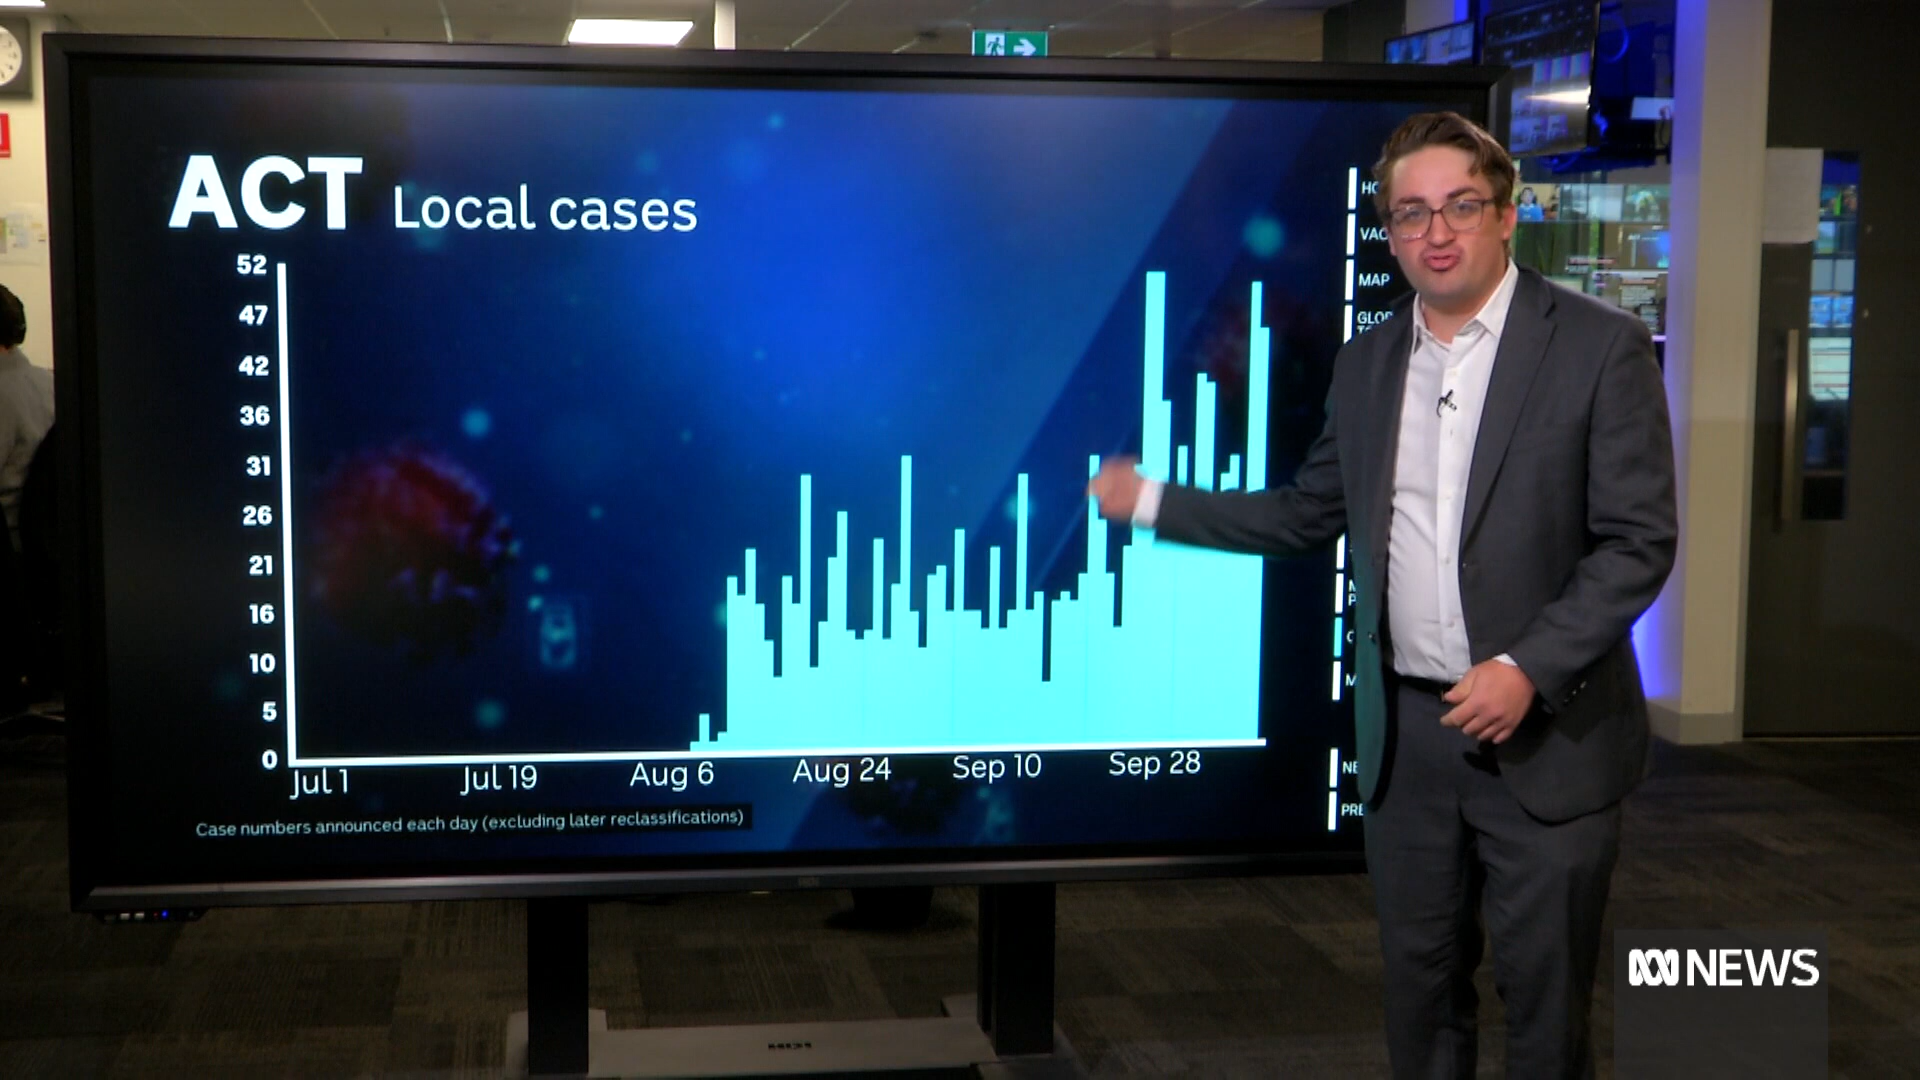 ACT Local cases
52
47
42
36
31
26
21
16
10
5
0
Jul 1 Jul 19 Aug 6 Aug 24 Sep 10 Sep 28
Case numbers announced each day (excluding later reclassifications)
MAP
NEWS